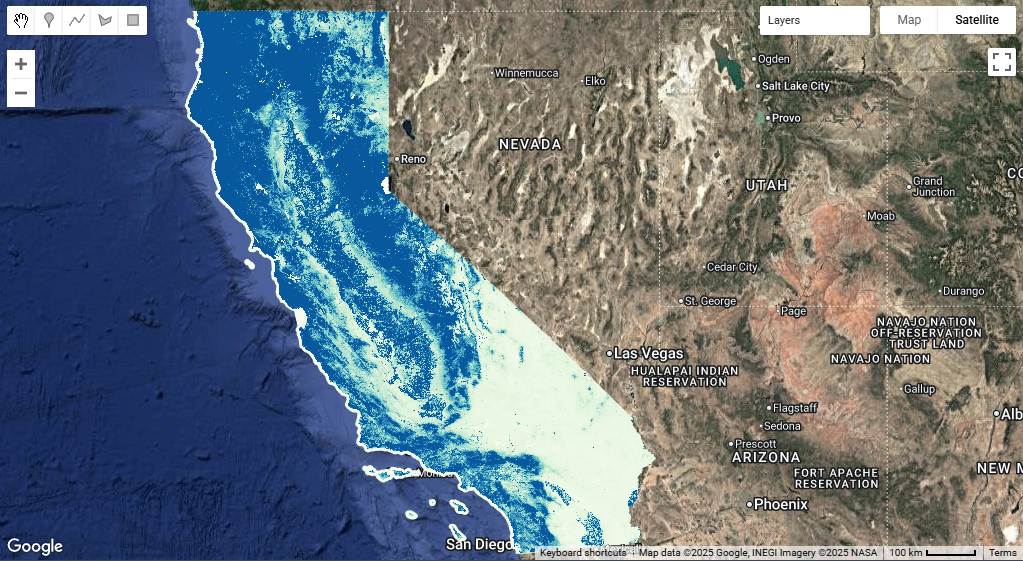 Layers
Map
Satellite
Ogden
Winnemucca
Elko
Salt Lake City
Provo
NEVADA
Reno
UTAH
CO
Grand
Junction
Moab
Cedar City
Durango
St. George
Page
NAVAJO NATION
OFF-RESERVATION
TRUST LAND
NAVAJO NATION
Las Vegas
HUALAPAI INDIAN
RESERVATION
Gallup
Flagstaff
Alb
Sedona
Prescott
ARIZONA
NEW M
FORT APACHE
RESERVATION
Phoenix
San Diego
Google
Keyboard shortcuts
Map data ©2025 Google, INEGI Imagery ©2025 NASA
100 km
Terms